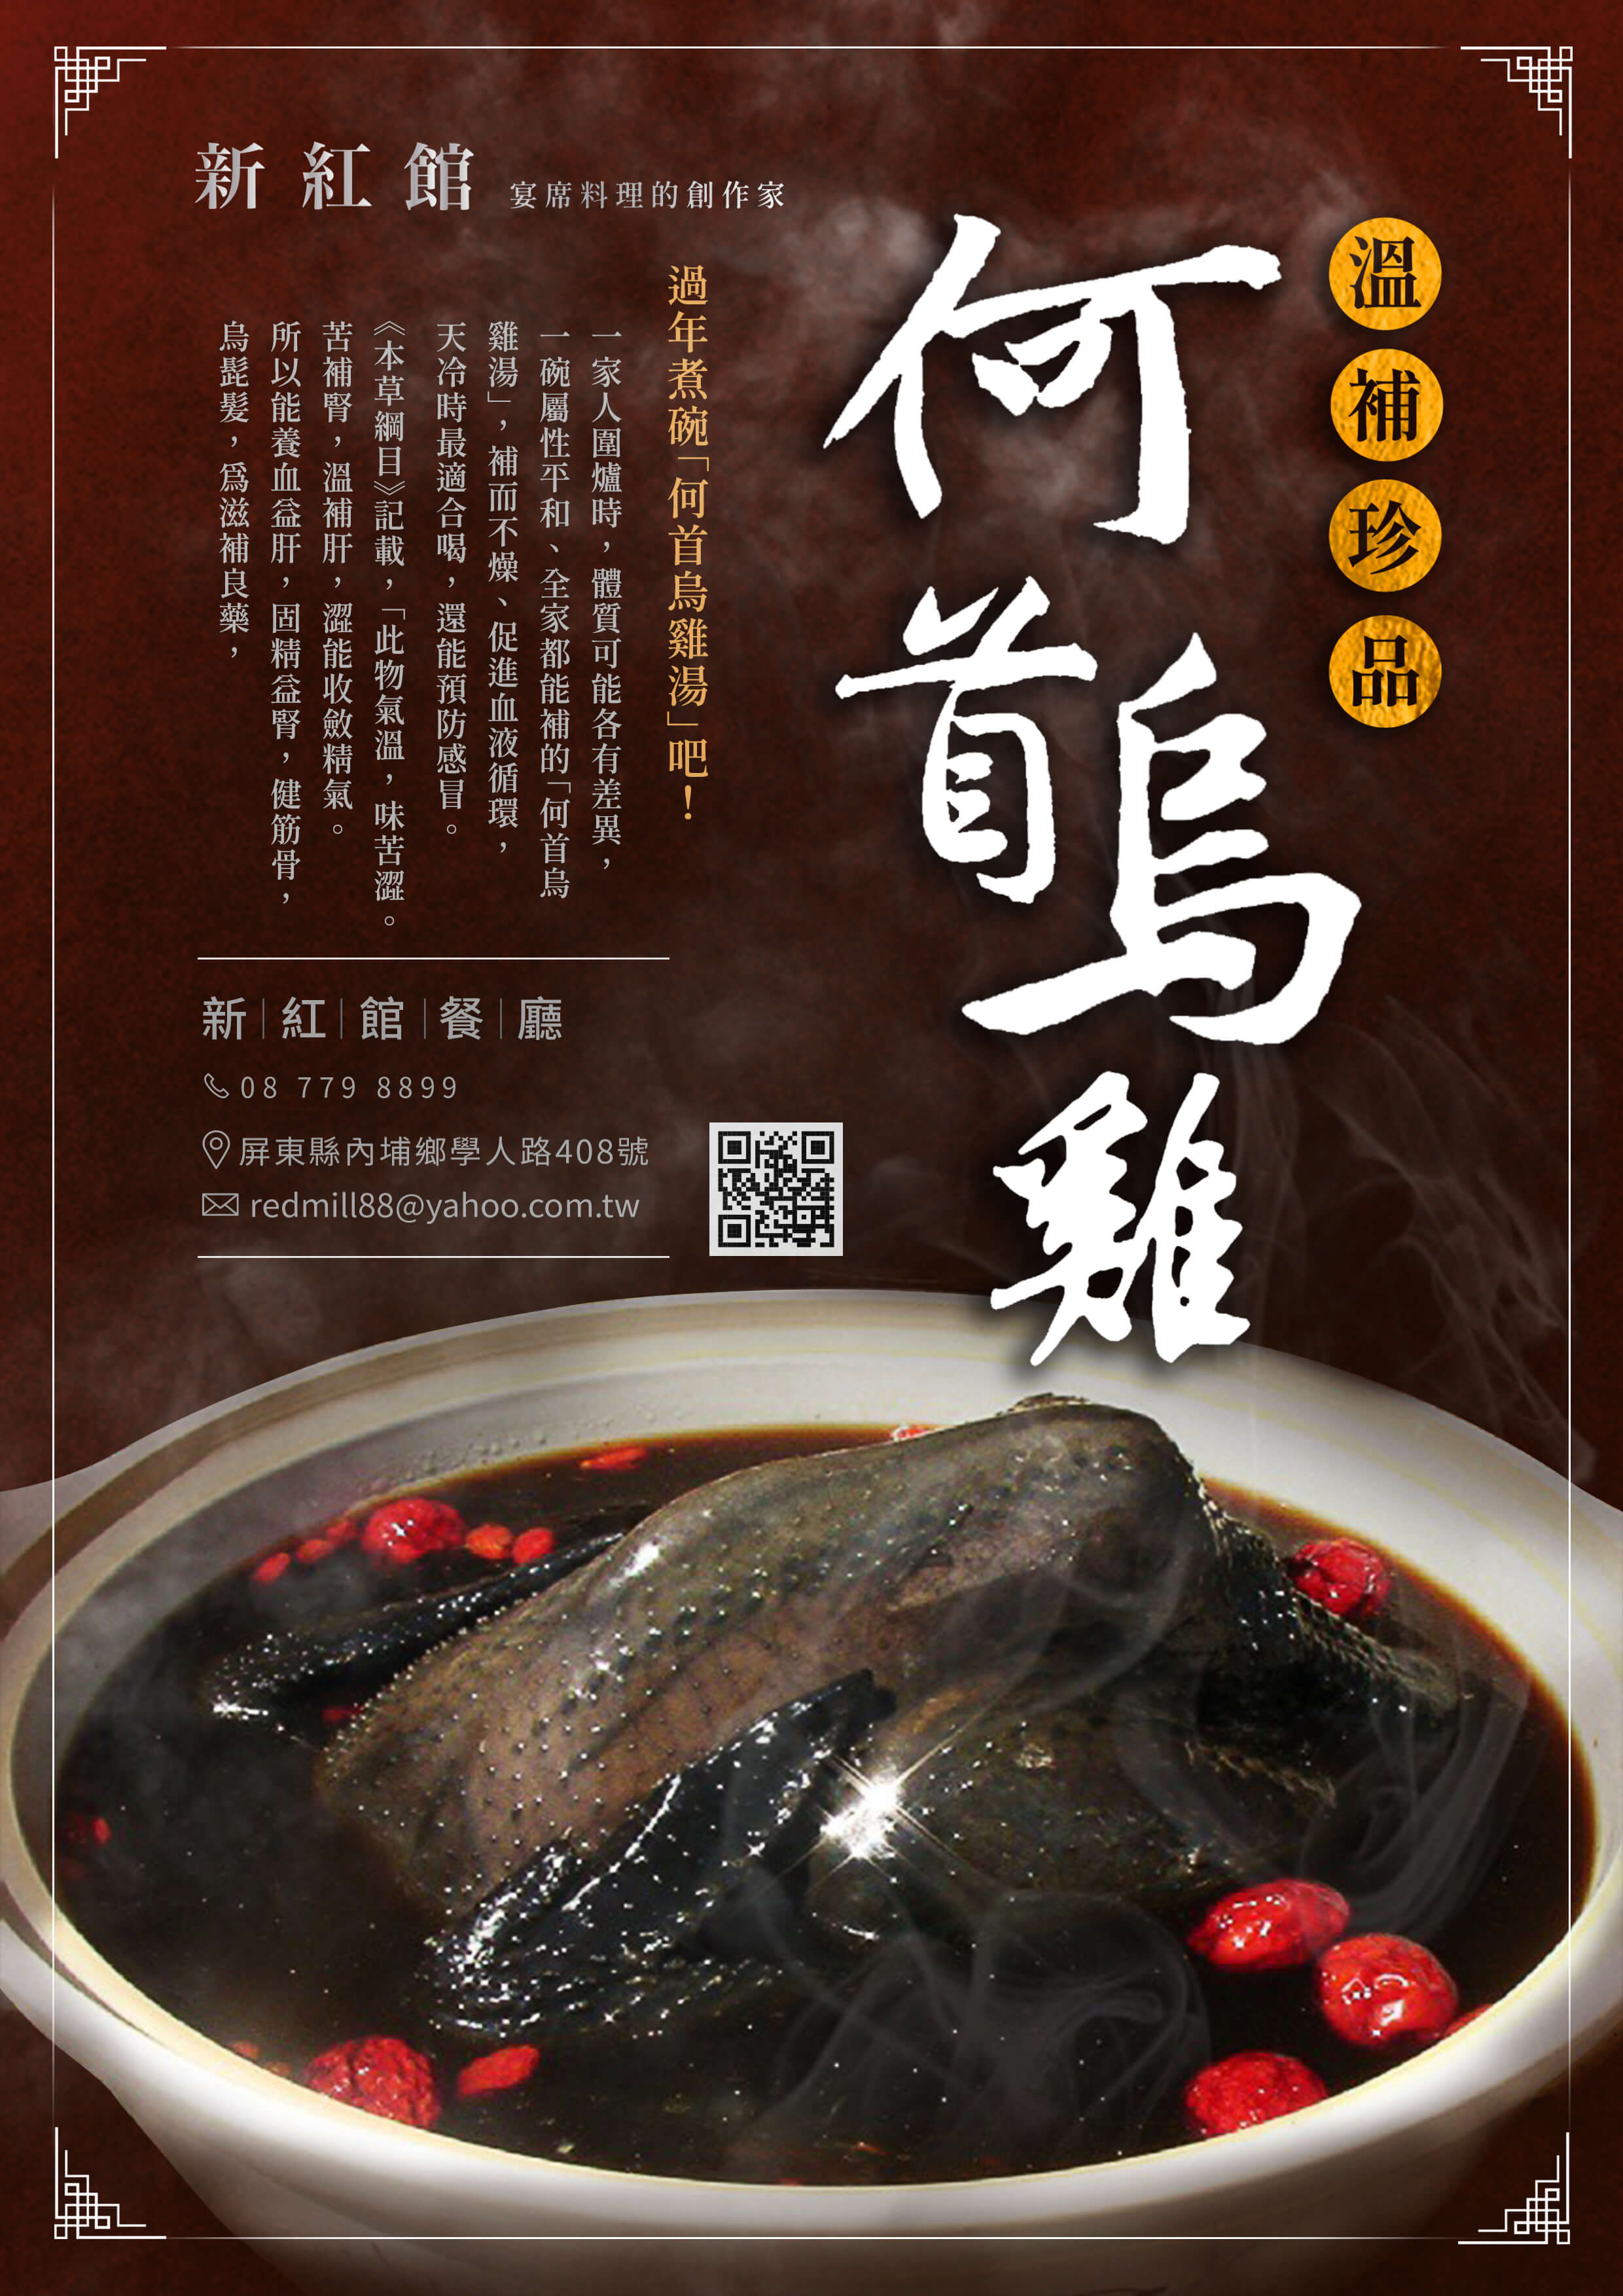 新紅館 宴席料理的創作家
溫補珍品
何首烏雞
過年煮碗「何首烏雞湯」吧！
一家人圍爐時，體質可能各有差異，
一碗屬性平和、全家都能補的「何首烏
雞湯」，補而不燥、促進血液循環，
天冷時最適合喝，還能預防感冒。
《本草綱目》記載，「此物氣溫，味苦澀。
苦補腎，溫補肝，澀能收斂精氣。
所以能養血益肝，固精益腎，健筋骨，
烏髭髮，為滋補良藥，
新|紅|館|餐|廳
08 779 8899
屏東縣內埔鄉學人路408號
redmill88@yahoo.com.tw